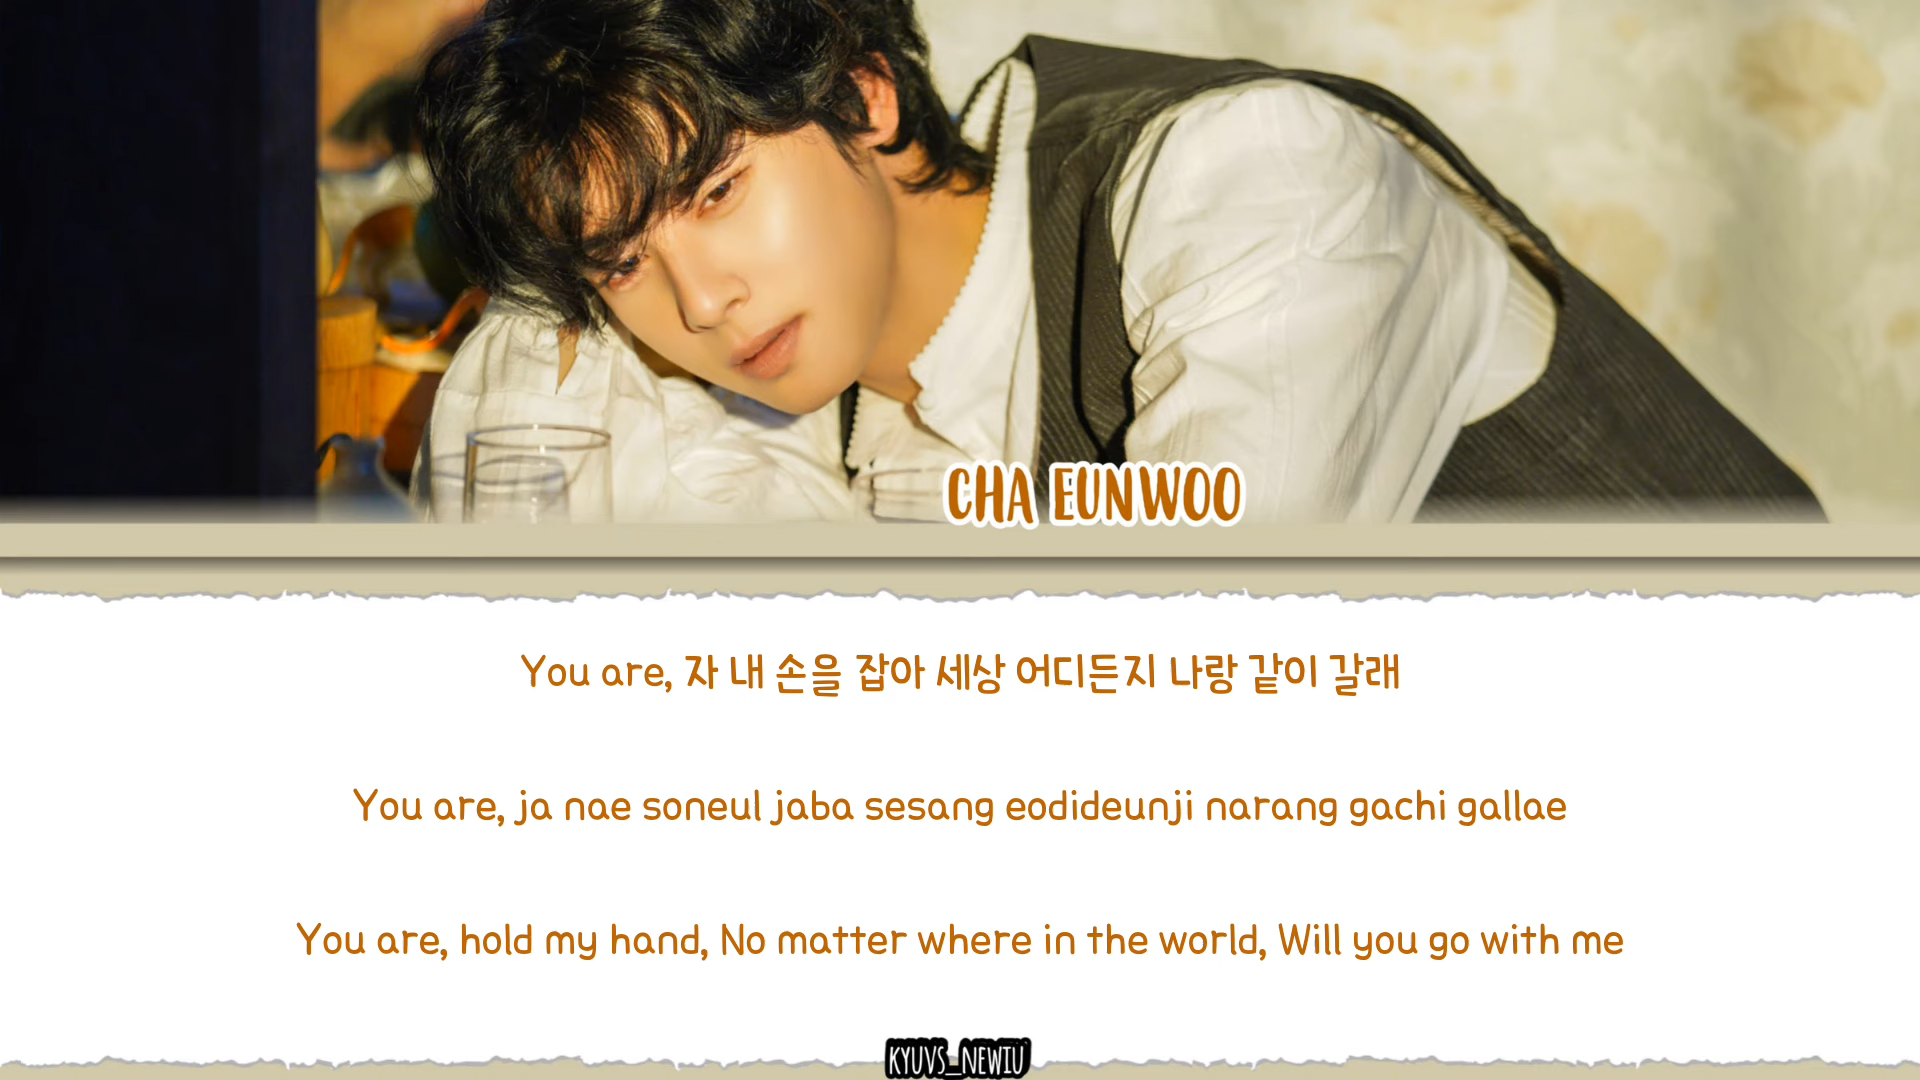 CHA EUNWOO
You are, 자 내 손을 잡아 세상 어디든지 나랑 같이 갈래
You are, ja nae soneul jaba sesang eodideunji narang gachi gallae
You are, hold my hand, No matter where in the world, Will you go with me
KYUVS_NEWIU